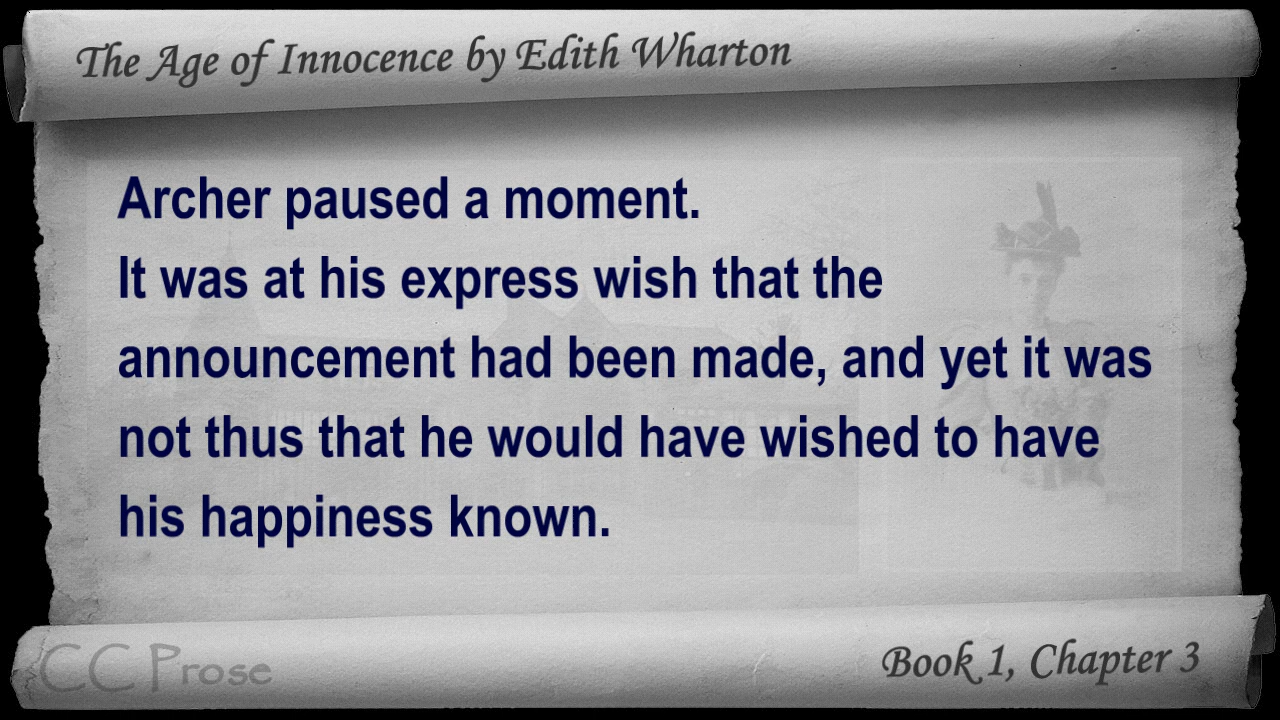 The Age of Innocence by Edith Wharton
Archer paused a moment.
It was at his express wish that the
announcement had been made, and yet it was
not thus that he would have wished to have
his happiness known.
CC Prose
Book 1, Chapter 3